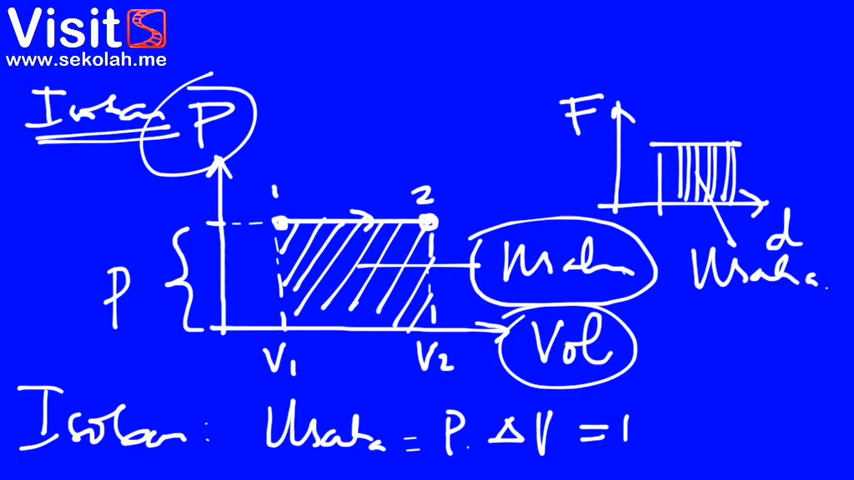 Visit S
www.sekolah.me
Isobar P
F
1 2
d
Usaha
Usaha.
P
Vol
V1 V2
Isobar: Usaha = P. ΔV = 1